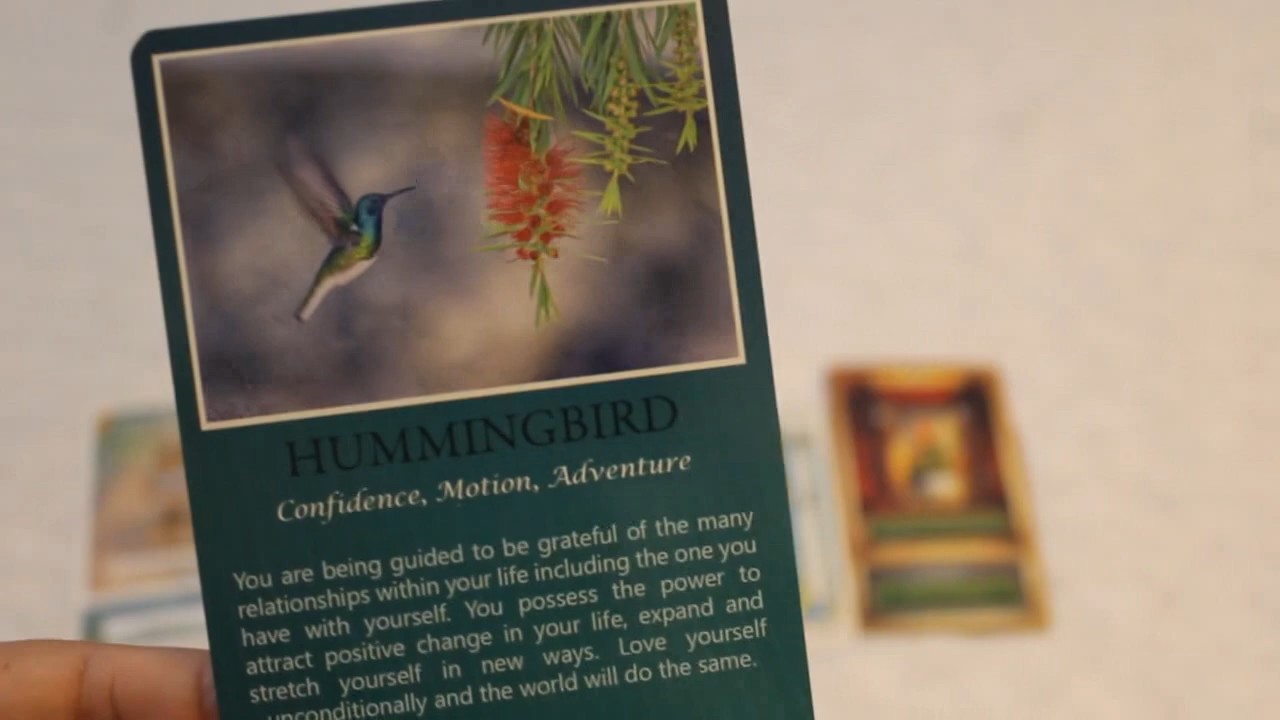 HUMMINGBIRD
Confidence, Motion, Adventure
You are being guided to be grateful of the many
relationships within your life including the one you
have with yourself. You possess the power to
attract positive change in your life, expand and
stretch yourself in new ways. Love yourself
unconditionally and the world will do the same.